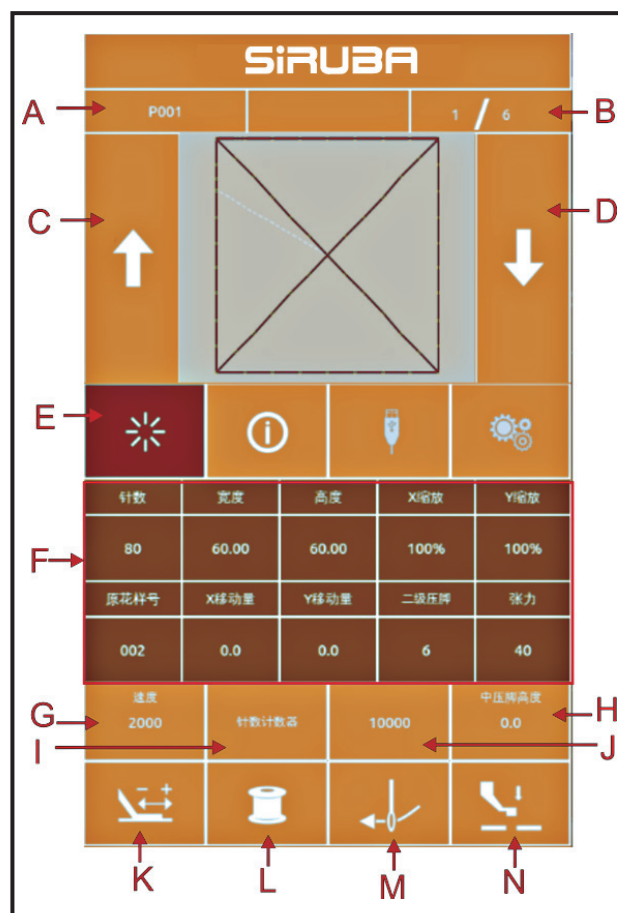 SiRUBA
A
P001
1 / 6
B
C
D
E
F
针数 宽度 高度 X缩放 Y缩放
80 60.00 60.00 100% 100%
原花样号 X移动量 Y移动量 二级压脚 张力
002 0.0 0.0 6 40
G
速度
2000
针数计数器
10000
中压脚高度
0.0
H
I
J
K
L
M
N